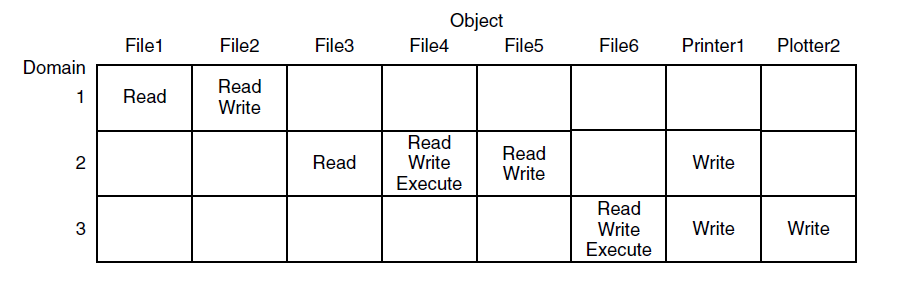 Object
File1 File2 File3 File4 File5 File6 Printer1 Plotter2
Domain
1 Read Read
Write
2 Read Read
Write
Execute Read
Write Write
3 Read
Write
Execute Write Write